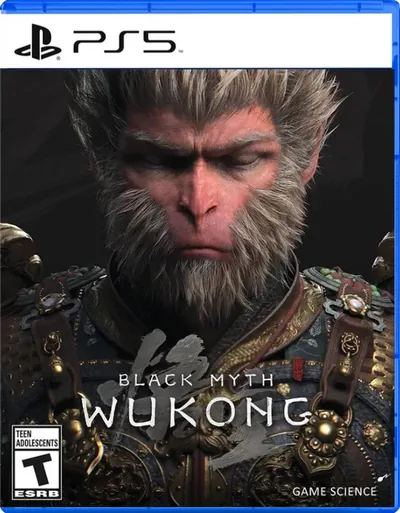 PS5
BLACK MYTH
WUKONG
TEEN
ADOLESCENTS
T
ESRB
GAME SCIENCE